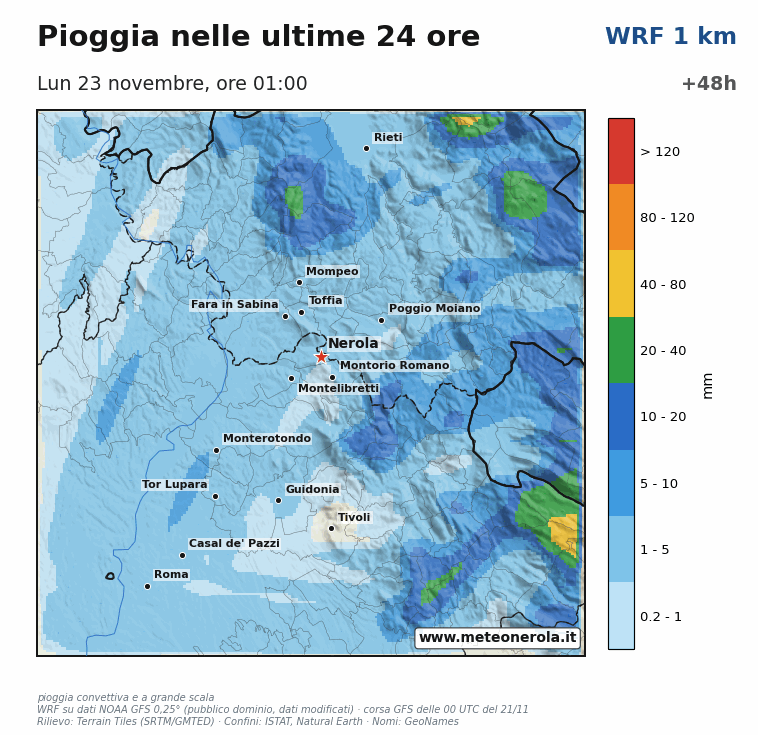 Pioggia nelle ultime 24 ore
WRF 1 km
Lun 23 novembre, ore 01:00
+48h
Rieti
Mompeo
Fara in Sabina
Toffia
Poggio Moiano
Nerola
Montorio Romano
Montelibretti
Monterotondo
Tor Lupara
Guidonia
Tivoli
Casal de' Pazzi
Roma
www.meteonerola.it
> 120
80 - 120
40 - 80
20 - 40
10 - 20
5 - 10
1 - 5
0.2 - 1
mm
pioggia convettiva e a grande scala
WRF su dati NOAA GFS 0,25° (pubblico dominio, dati modificati) · corsa GFS delle 00 UTC del 21/11
Rilievo: Terrain Tiles (SRTM/GMTED) · Confini: ISTAT, Natural Earth · Nomi: GeoNames